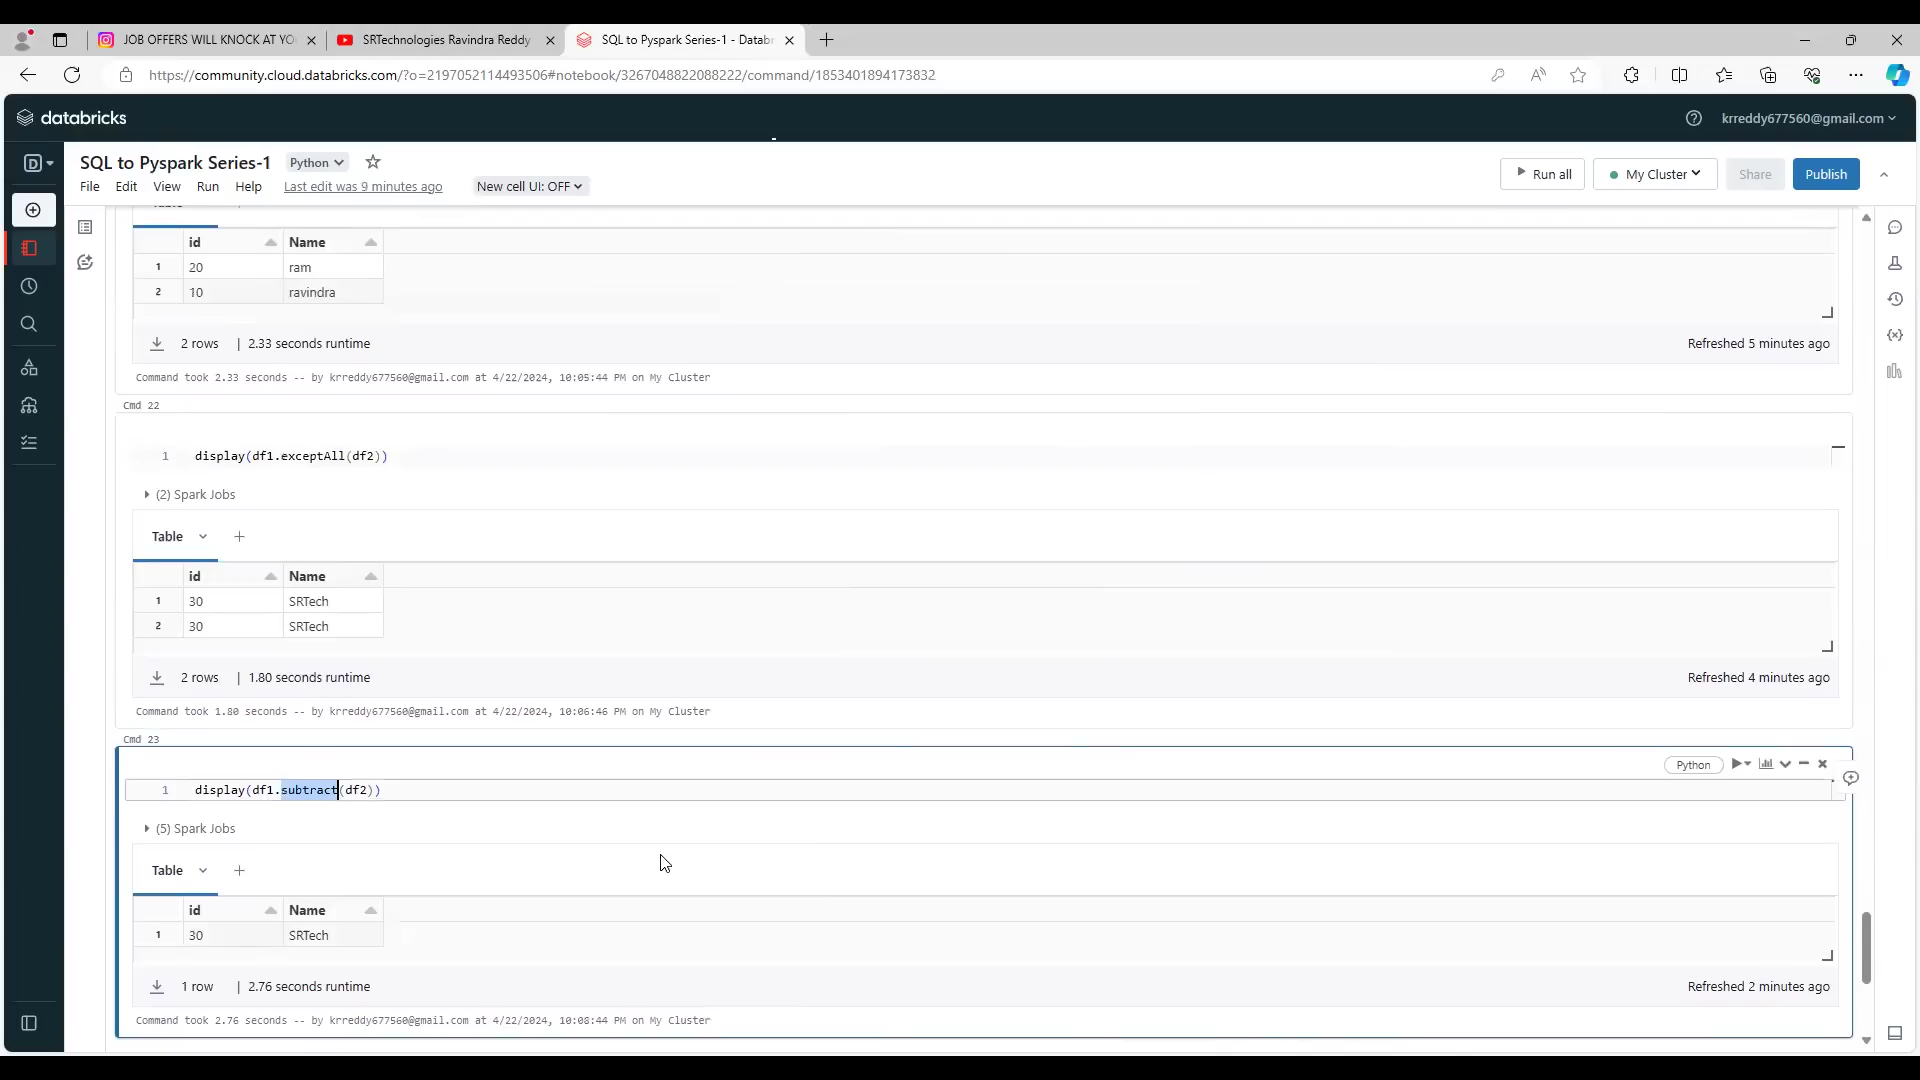 JOB OFFERS WILL KNOCK AT YO
SRTechnologies Ravindra Reddy
SQL to Pyspark Series-1 - Datab
https://community.cloud.databricks.com/?o=2197052114493506#notebook/3267048822088222/command/1853401894173832
databricks
krreddy677560@gmail.com
D
SQL to Pyspark Series-1
Python
File Edit View Run Help
Last edit was 9 minutes ago
New cell UI: OFF
Run all
My Cluster
Share
Publish
id Name
1 20 ram
2 10 ravindra
2 rows | 2.33 seconds runtime
Refreshed 5 minutes ago
Command took 2.33 seconds -- by krreddy677560@gmail.com at 4/22/2024, 10:05:44 PM on My Cluster
Cmd 22
1 display(df1.exceptAll(df2))
(2) Spark Jobs
Table +
id Name
1 30 SRTech
2 30 SRTech
2 rows | 1.80 seconds runtime
Refreshed 4 minutes ago
Command took 1.80 seconds -- by krreddy677560@gmail.com at 4/22/2024, 10:06:46 PM on My Cluster
Cmd 23
Python
1 display(df1.subtract(df2))
(5) Spark Jobs
Table +
id Name
1 30 SRTech
1 row | 2.76 seconds runtime
Refreshed 2 minutes ago
Command took 2.76 seconds -- by krreddy677560@gmail.com at 4/22/2024, 10:08:44 PM on My Cluster